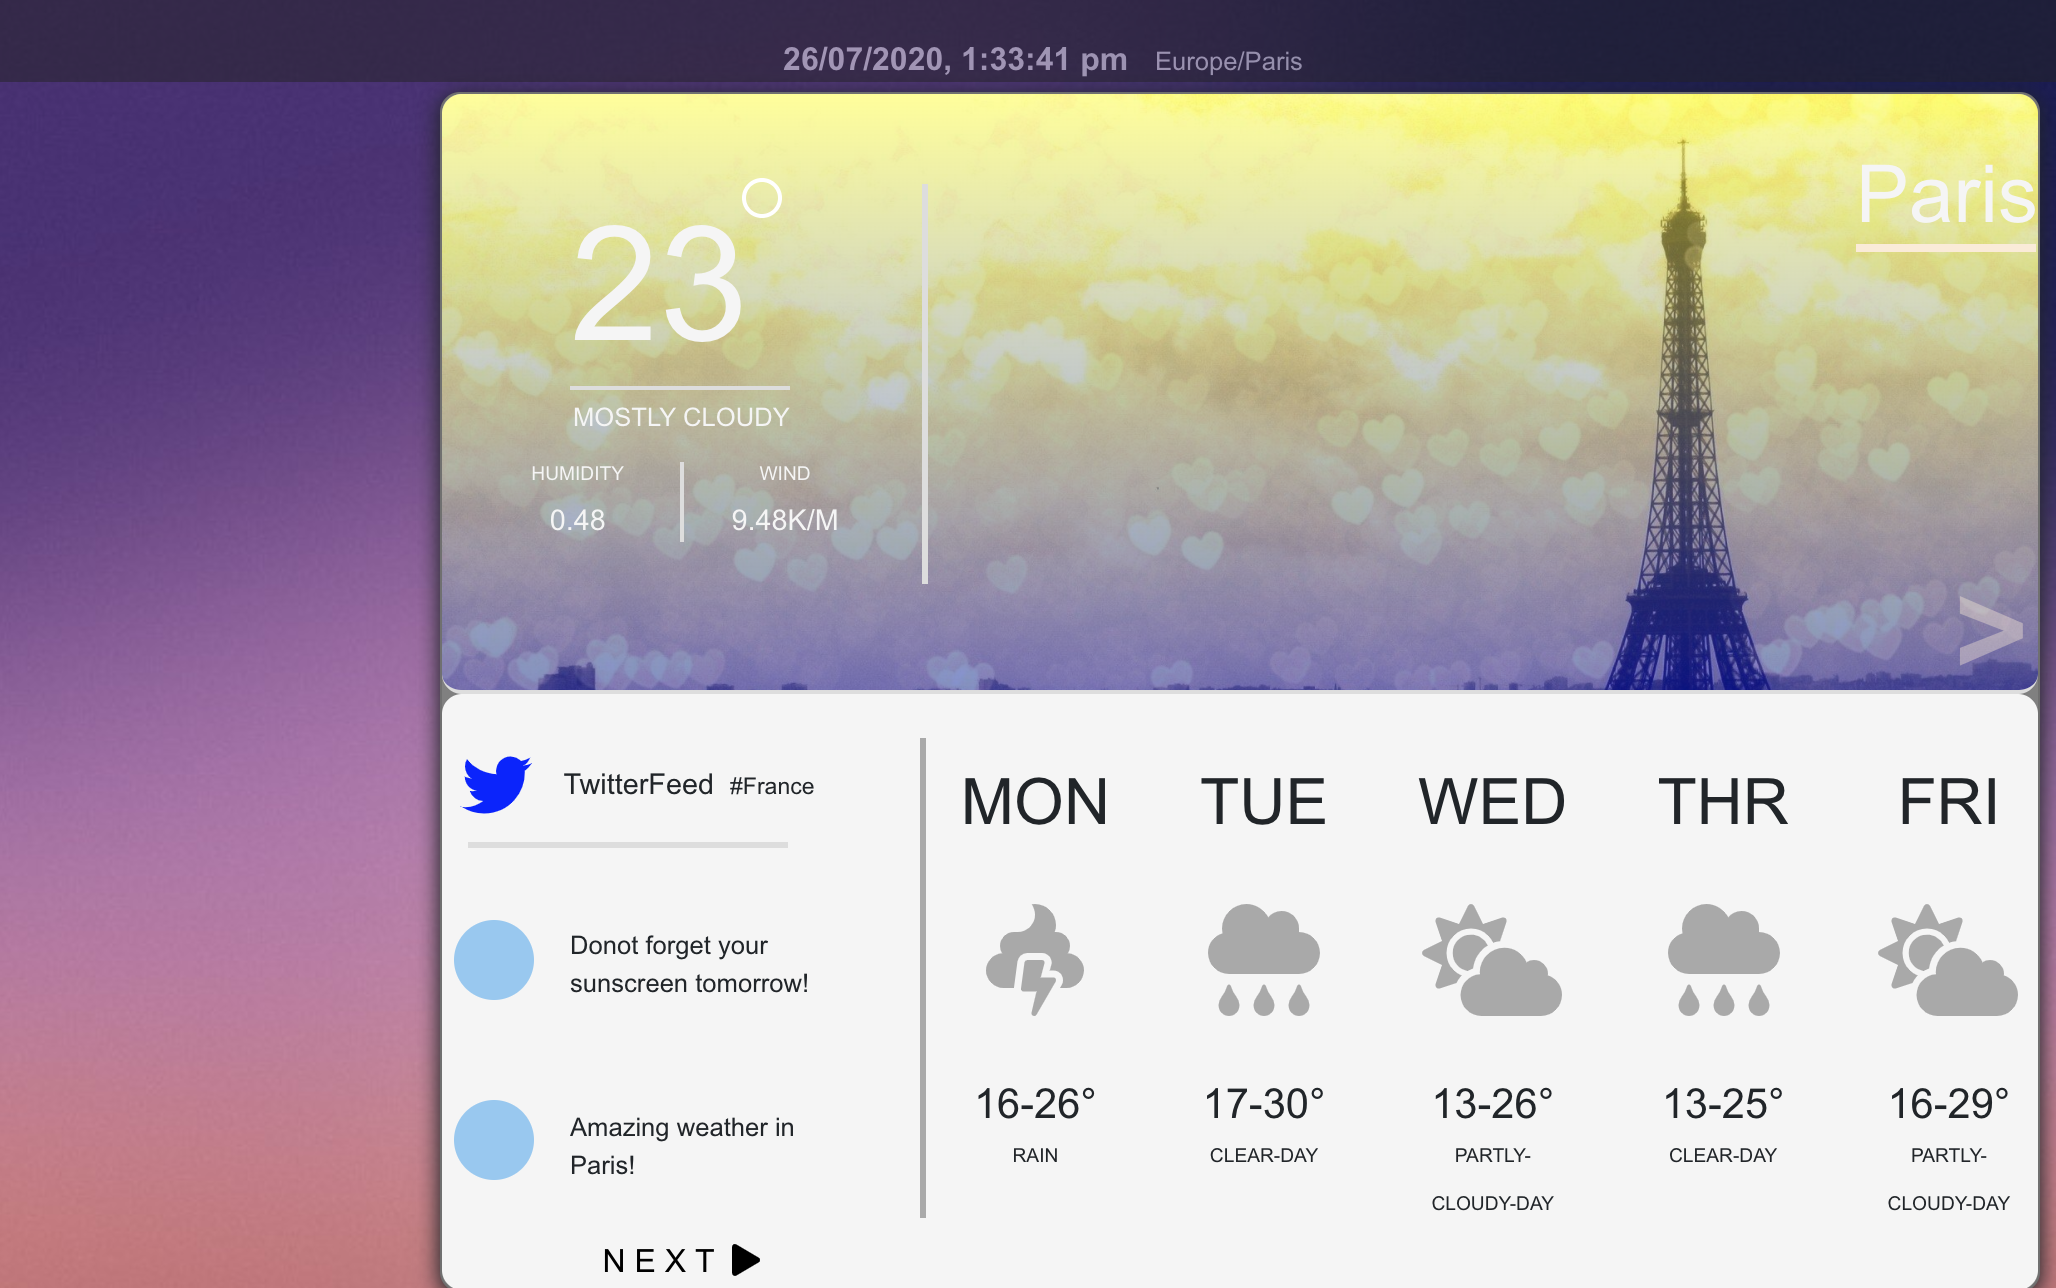 26/07/2020, 1:33:41 pm Europe/Paris
Paris
23°
MOSTLY CLOUDY
HUMIDITY WIND
0.48 9.48K/M
>
TwitterFeed #France
Donot forget your
sunscreen tomorrow!
Amazing weather in
Paris!
NEXT
MON TUE WED THR FRI
16-26° 17-30° 13-26° 13-25° 16-29°
RAIN CLEAR-DAY PARTLY- CLEAR-DAY PARTLY-
CLOUDY-DAY CLOUDY-DAY